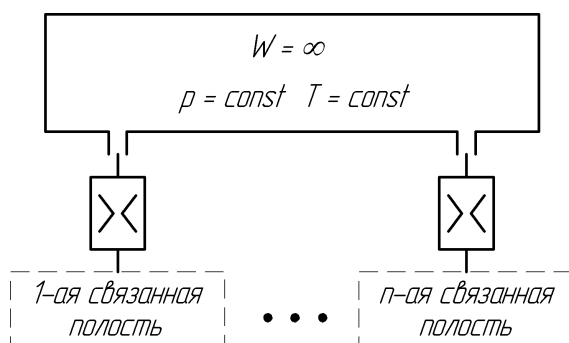 W = ∞
p = const T = const
1-ая связанная
полость
n-ая связанная
полость